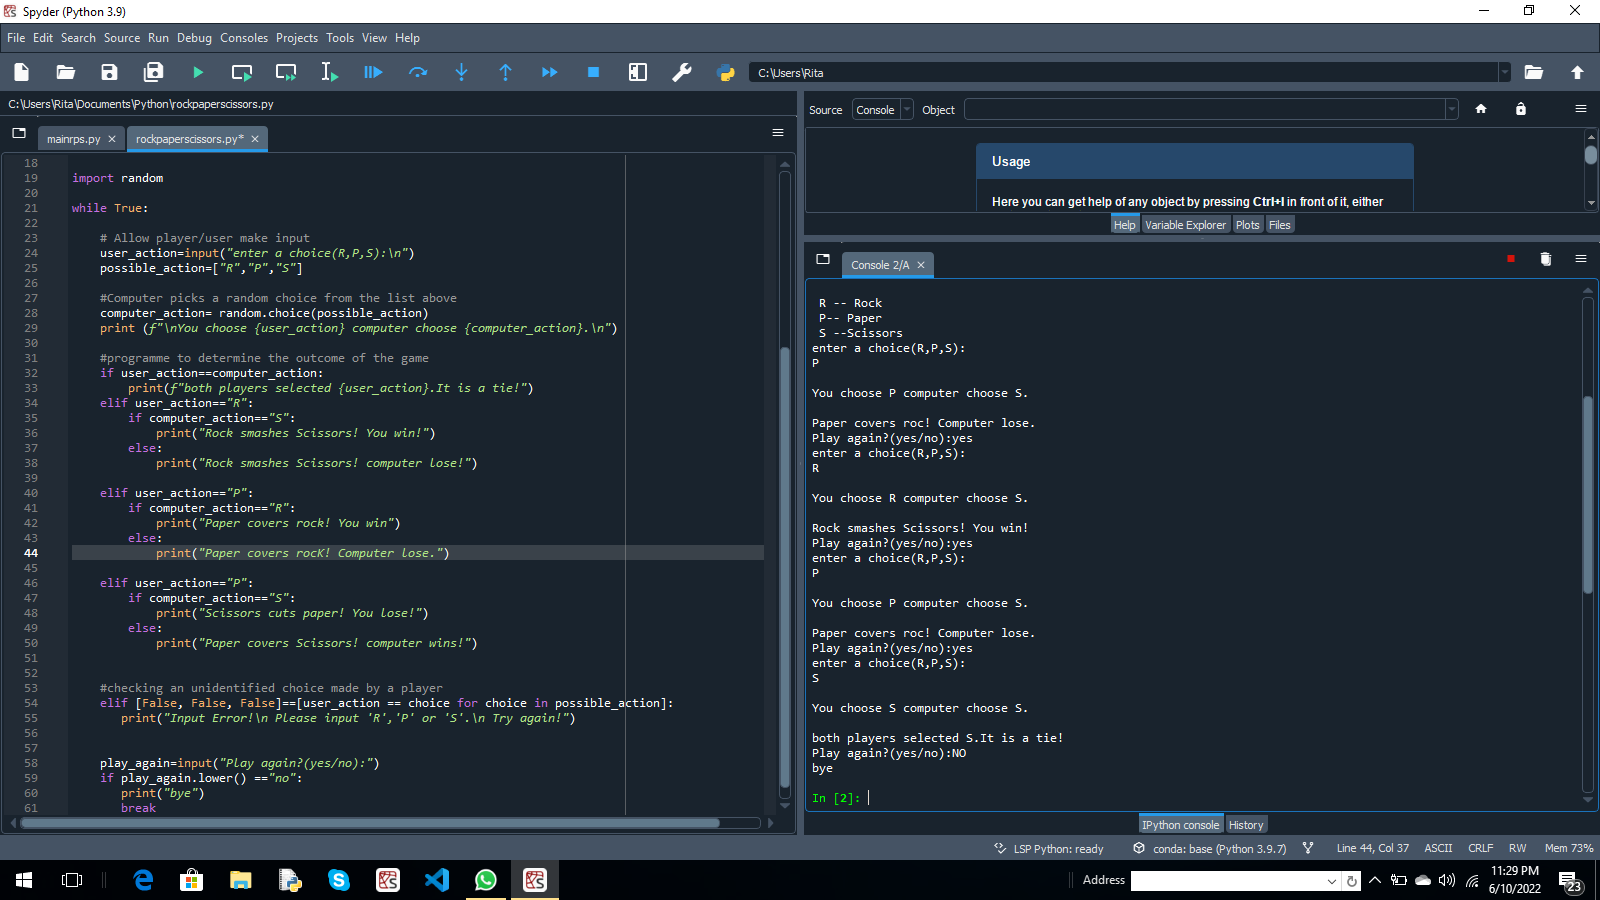 Spyder (Python 3.9)
File Edit Search Source Run Debug Consoles Projects Tools View Help
C:\Users\Rita
C:\Users\Rita\Documents\Python\rockpaperscissors.py
mainrps.py
rockpaperscissors.py*
18
19 import random
20
21 while True:
22
23     # Allow player/user make input
24     user_action=input("enter a choice(R,P,S):\n")
25     possible_action=["R","P","S"]
26
27     #Computer picks a random choice from the list above
28     computer_action= random.choice(possible_action)
29     print (f"\nYou choose {user_action} computer choose {computer_action}.\n")
30
31     #programme to determine the outcome of the game
32     if user_action==computer_action:
33         print(f"both players selected {user_action}.It is a tie!")
34     elif user_action=="R":
35         if computer_action=="S":
36             print("Rock smashes Scissors! You win!")
37         else:
38             print("Rock smashes Scissors! computer lose!")
39
40     elif user_action=="P":
41         if computer_action=="R":
42             print("Paper covers rock! You win")
43         else:
44             print("Paper covers rocK! Computer lose.")
45
46     elif user_action=="P":
47         if computer_action=="S":
48             print("Scissors cuts paper! You lose!")
49         else:
50             print("Paper covers Scissors! computer wins!")
51
52
53     #checking an unidentified choice made by a player
54     elif [False, False, False]==[user_action == choice for choice in possible_action]:
55        print("Input Error!\n Please input 'R','P' or 'S'.\n Try again!")
56
57
58     play_again=input("Play again?(yes/no):")
59     if play_again.lower() =="no":
60        print("bye")
61        break
Source Console Object
Usage
Here you can get help of any object by pressing Ctrl+I in front of it, either
Help Variable Explorer Plots Files
Console 2/A
R -- Rock
P-- Paper
S --Scissors
enter a choice(R,P,S):
P
You choose P computer choose S.
Paper covers roc! Computer lose.
Play again?(yes/no):yes
enter a choice(R,P,S):
R
You choose R computer choose S.
Rock smashes Scissors! You win!
Play again?(yes/no):yes
enter a choice(R,P,S):
P
You choose P computer choose S.
Paper covers roc! Computer lose.
Play again?(yes/no):yes
enter a choice(R,P,S):
S
You choose S computer choose S.
both players selected S.It is a tie!
Play again?(yes/no):NO
bye
In [2]:
IPython console History
LSP Python: ready conda: base (Python 3.9.7) Line 44, Col 37 ASCII CRLF RW Mem 73%
Address
11:29 PM
6/10/2022
23